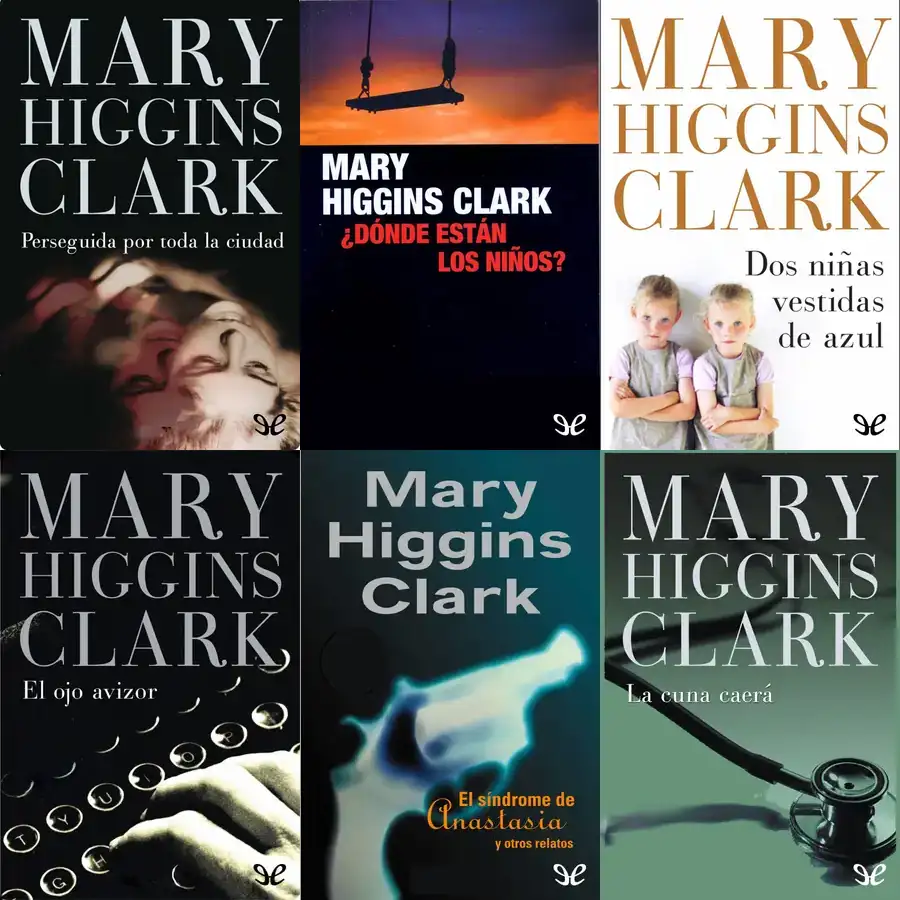 MARY
HIGGINS
CLARK
Perseguida por toda la ciudad
MARY
HIGGINS CLARK
¿DÓNDE ESTÁN
LOS NIÑOS?
MARY
HIGGINS
CLARK
Dos niñas
vestidas
de azul
MARY
HIGGINS
CLARK
El ojo avizor
T Y U I O P
G H
Mary
Higgins
Clark
El síndrome de
Anastasia
y otros relatos
MARY
HIGGINS
CLARK
La cuna caerá